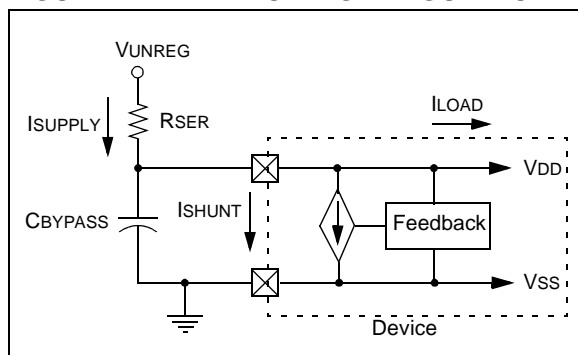 VUNREG
ISUPPLY
RSER
ILOAD
VDD
CBYPASS
ISHUNT
Feedback
VSS
Device